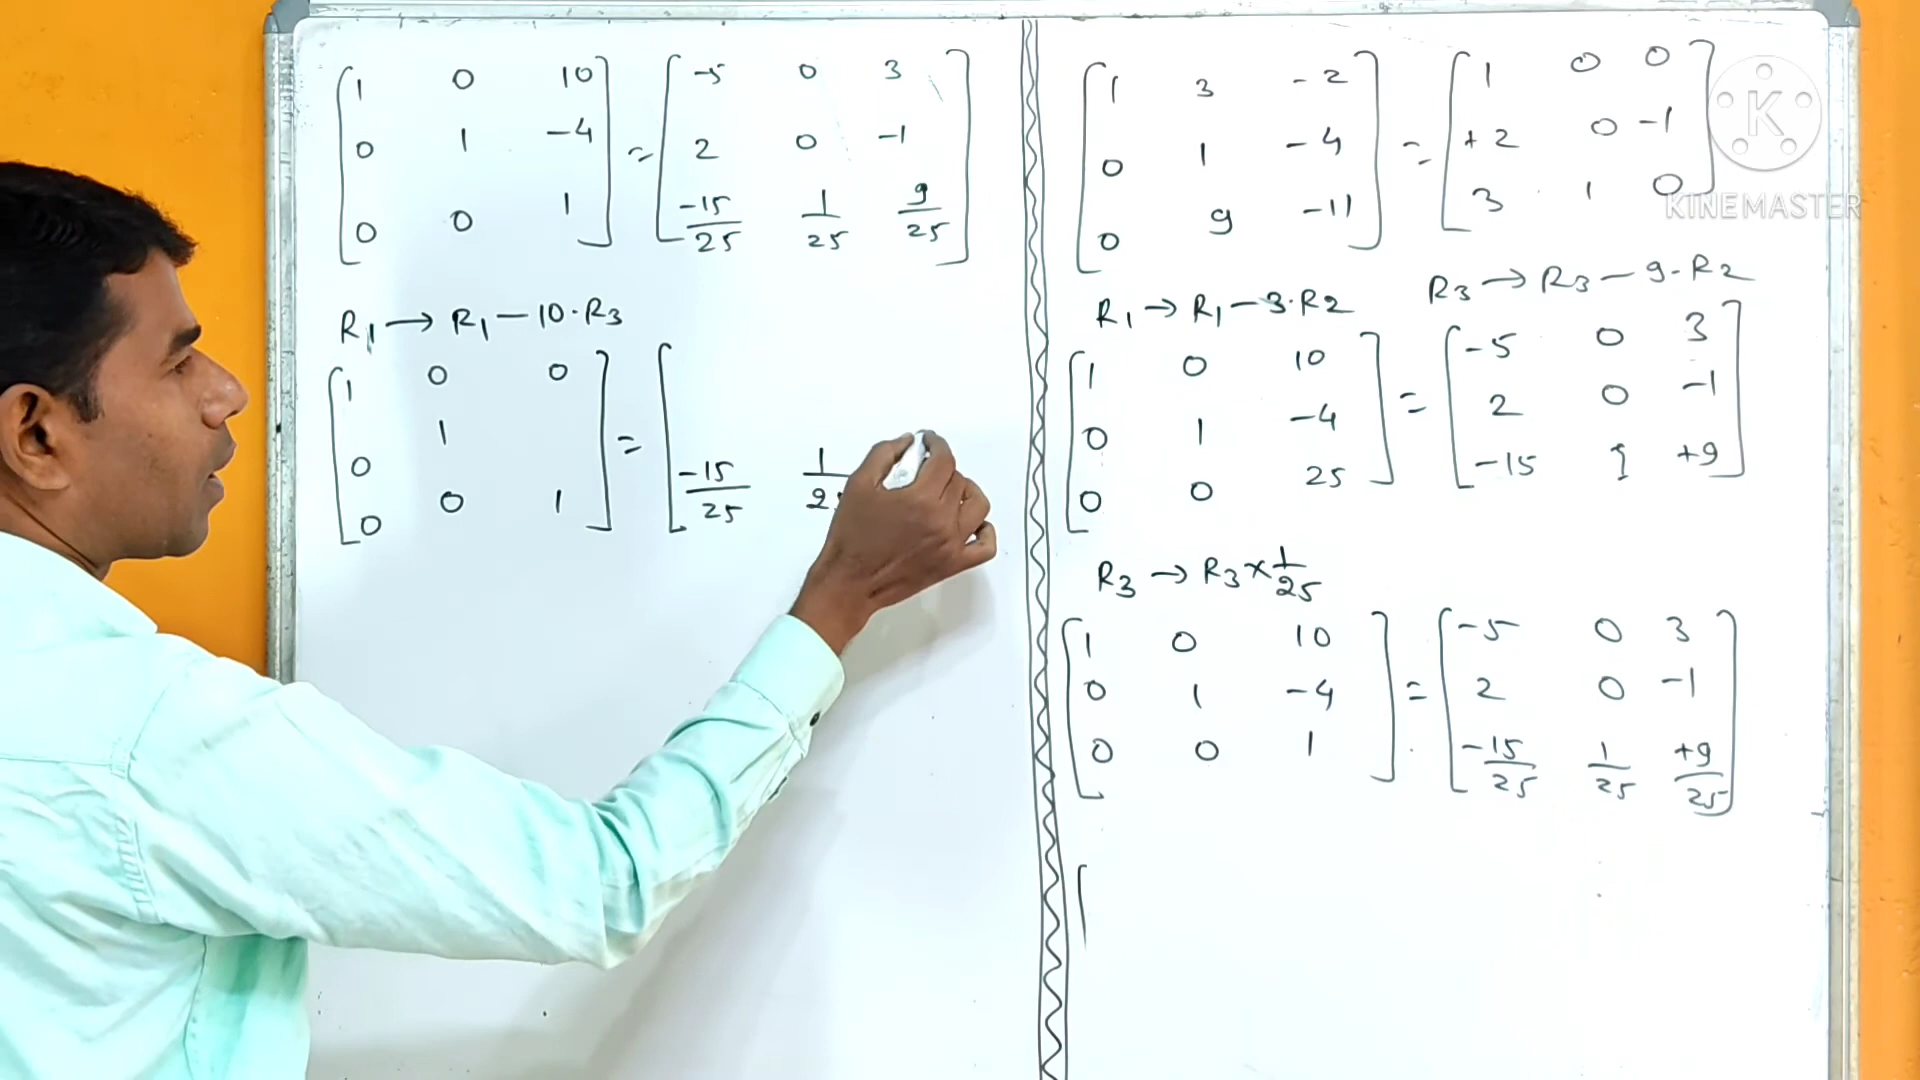 1 0 10 = -5 0 3
0 1 -4 2 0 -1
0 0 1 -15/25 1/25 9/25
R1 → R1 - 10·R3
1 0 0 =
0 1
0 0 1 -15/25 1/25
1 3 -2 = 1 0 0
0 1 -4 +2 0 -1
0 9 -11 3 1 0
R1 → R1 - 3·R2 R3 → R3 - 9·R2
1 0 10 = -5 0 3
0 1 -4 2 0 -1
0 0 25 -15 1 +9
R3 → R3 × 1/25
1 0 10 = -5 0 3
0 1 -4 2 0 -1
0 0 1 -15/25 1/25 +9/25
K
KINEMASTER